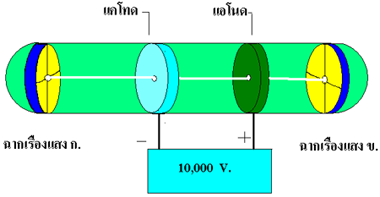 แคโทด
แอโนด
ฉากเรืองแสง ก.
–
+
ฉากเรืองแสง ข.
10,000 V.